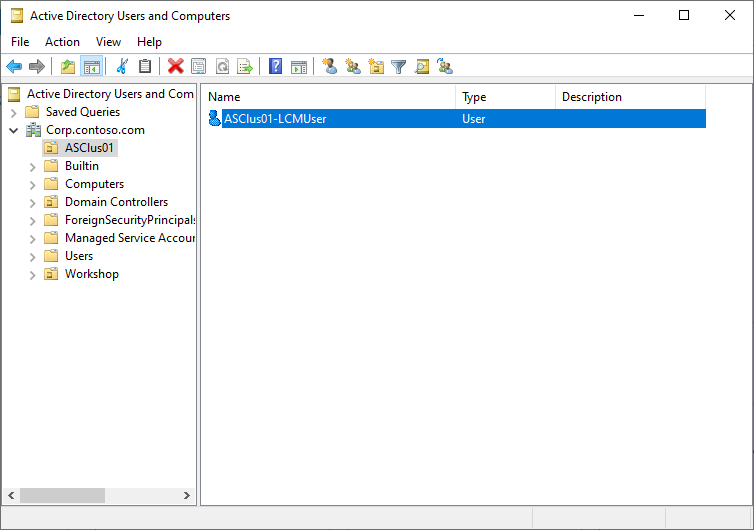 Active Directory Users and Computers
File Action View Help
Active Directory Users and Com
Saved Queries
Corp.contoso.com
ASClus01
Builtin
Computers
Domain Controllers
ForeignSecurityPrincipals
Managed Service Accour
Users
Workshop
Name Type Description
ASClus01-LCMUser User